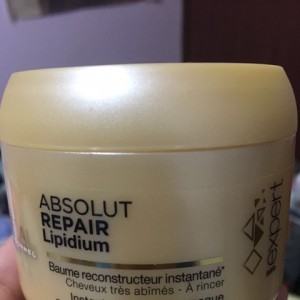 ABSOLUT
REPAIR
Lipidium
Baume reconstructeur instantané*
Cheveux très abîmés - À rincer
expert